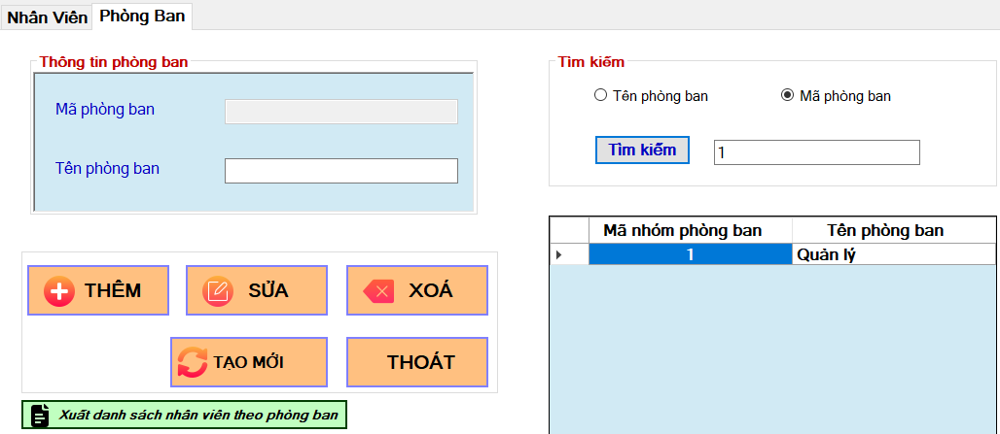 Nhân Viên
Phòng Ban
Thông tin phòng ban
Mã phòng ban
Tên phòng ban
THÊM
SỬA
XOÁ
TẠO MỚI
THOÁT
Xuất danh sách nhân viên theo phòng ban
Tìm kiếm
Tên phòng ban
Mã phòng ban
Tìm kiếm
1
Mã nhóm phòng ban
Tên phòng ban
1
Quản lý